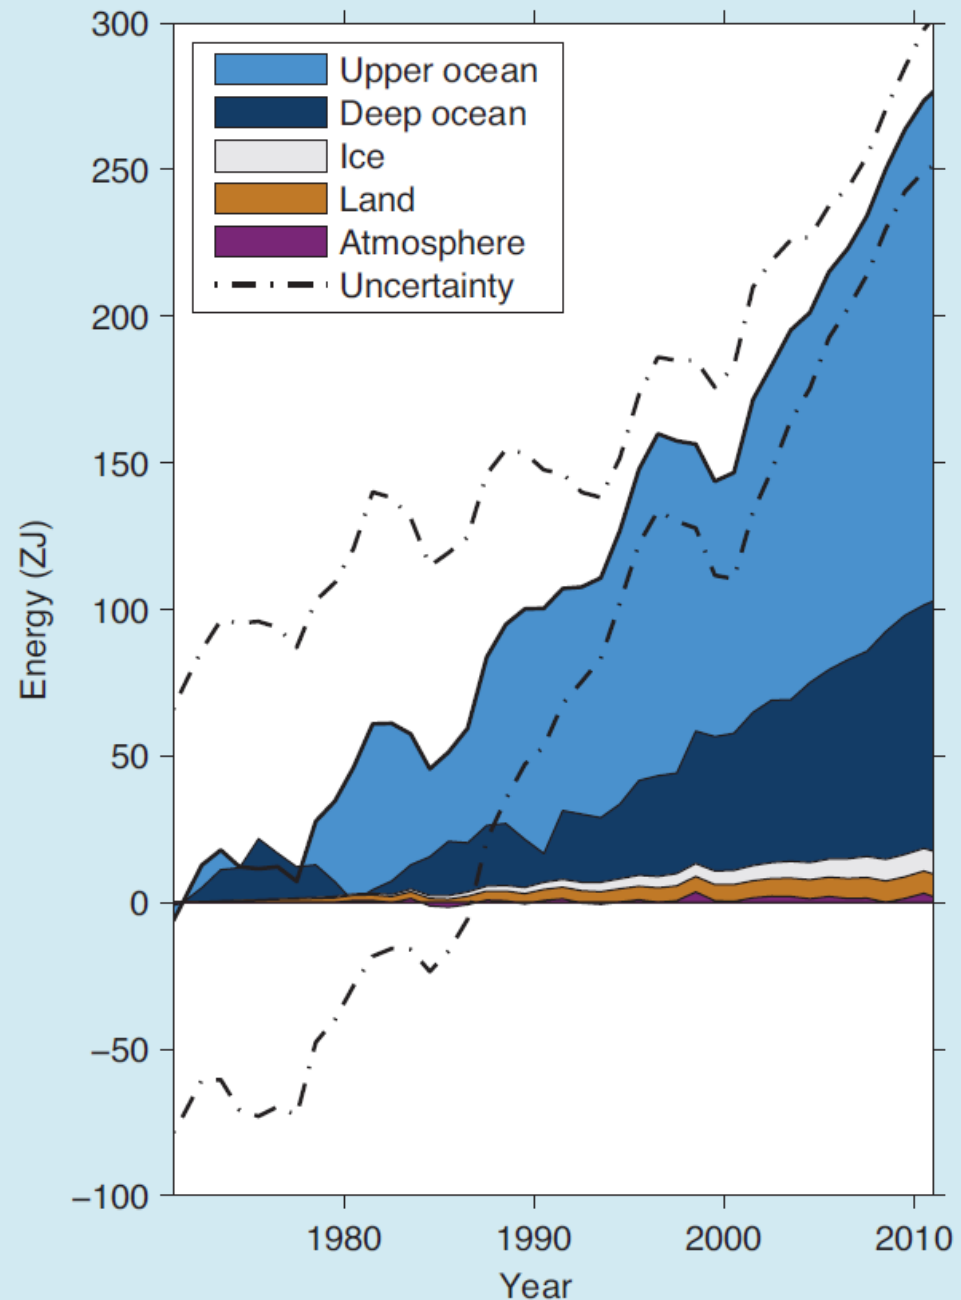 300
250
200
150
100
50
0
−50
−100
Energy (ZJ)
Upper ocean
Deep ocean
Ice
Land
Atmosphere
Uncertainty
1980 1990 2000 2010
Year